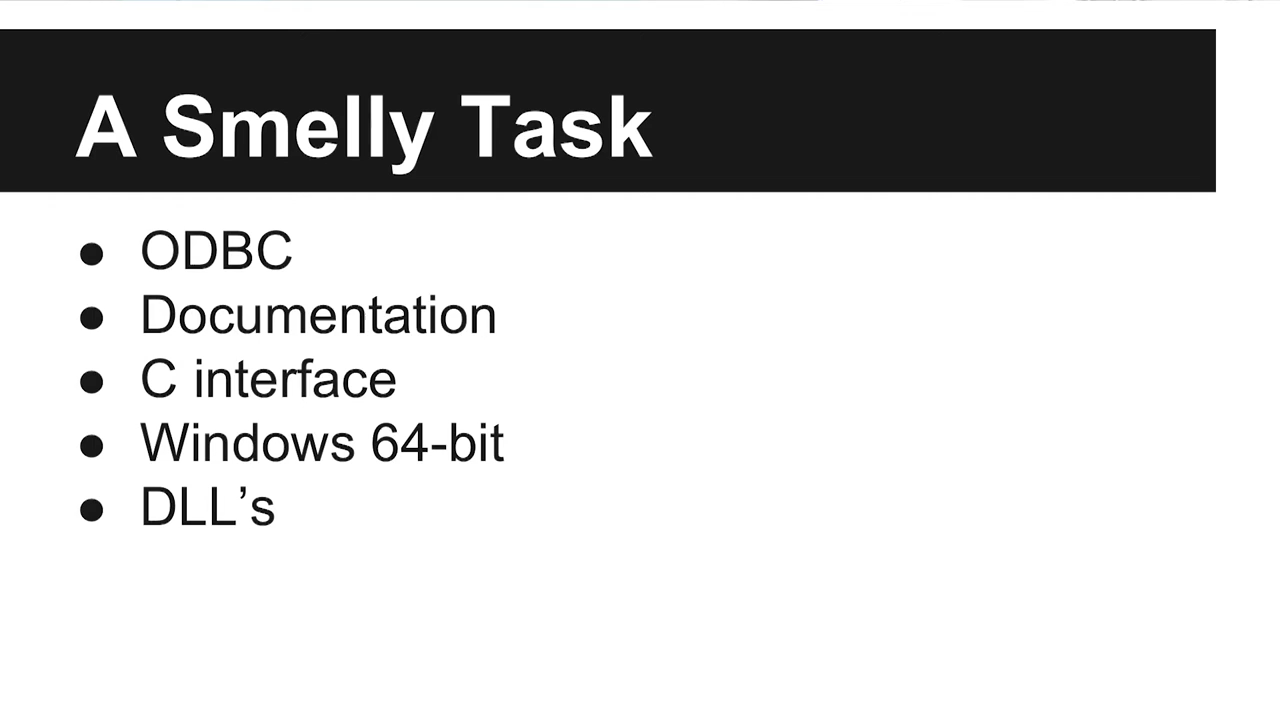 A Smelly Task
● ODBC
● Documentation
● C interface
● Windows 64-bit
● DLL’s